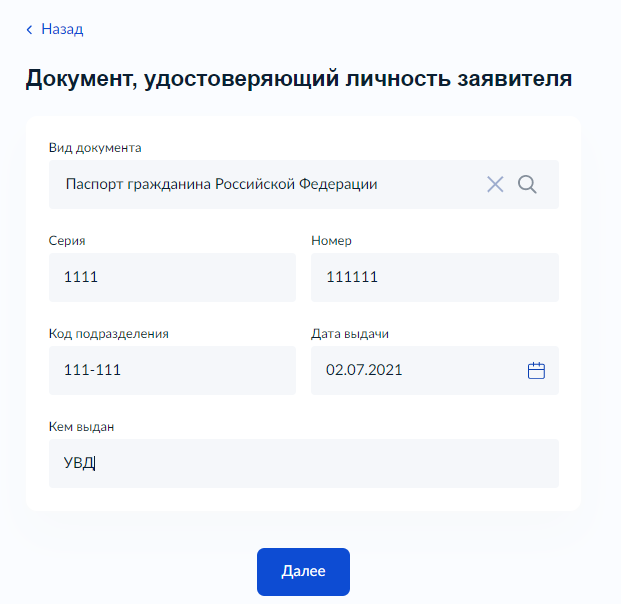 Назад
Документ, удостоверяющий личность заявителя
Вид документа
Паспорт гражданина Российской Федерации
Серия Номер
1111 111111
Код подразделения Дата выдачи
111-111 02.07.2021
Кем выдан
УВД
Далее